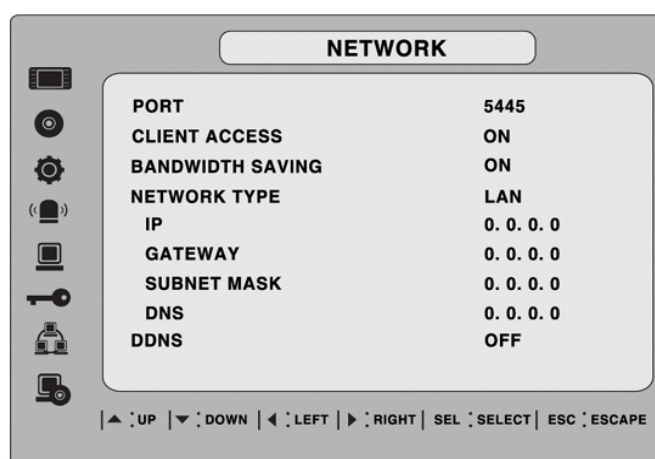 NETWORK
PORT 5445
CLIENT ACCESS ON
BANDWIDTH SAVING ON
NETWORK TYPE LAN
IP 0. 0. 0. 0
GATEWAY 0. 0. 0. 0
SUBNET MASK 0. 0. 0. 0
DNS 0. 0. 0. 0
DDNS OFF
|▲ : UP |▼ : DOWN |◀ : LEFT | ▶ : RIGHT | SEL : SELECT | ESC : ESCAPE